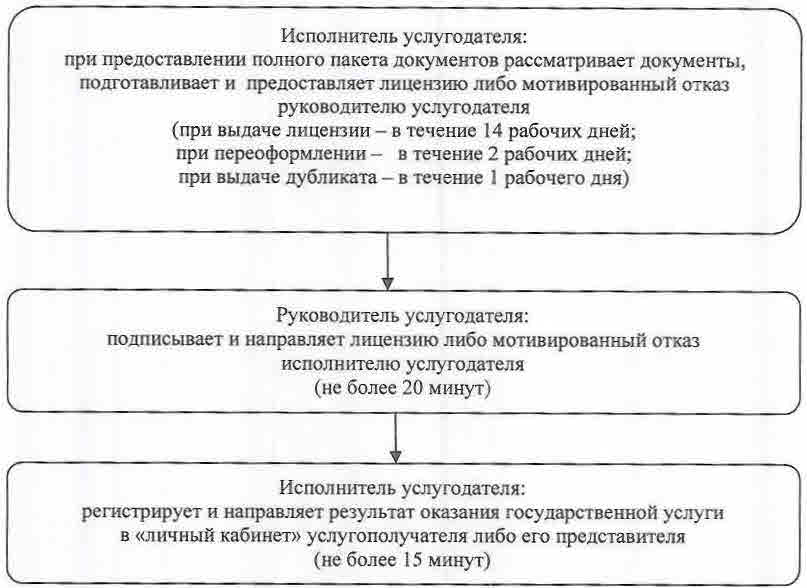 Исполнитель услугодателя:
при предоставлении полного пакета документов рассматривает документы,
подготавливает и предоставляет лицензию либо мотивированный отказ
руководителю услугодателя
(при выдаче лицензии – в течение 14 рабочих дней;
при переоформлении – в течение 2 рабочих дней;
при выдаче дубликата – в течение 1 рабочего дня)
Руководитель услугодателя:
подписывает и направляет лицензию либо мотивированный отказ
исполнителю услугодателя
(не более 20 минут)
Исполнитель услугодателя:
регистрирует и направляет результат оказания государственной услуги
в «личный кабинет» услугополучателя либо его представителя
(не более 15 минут)